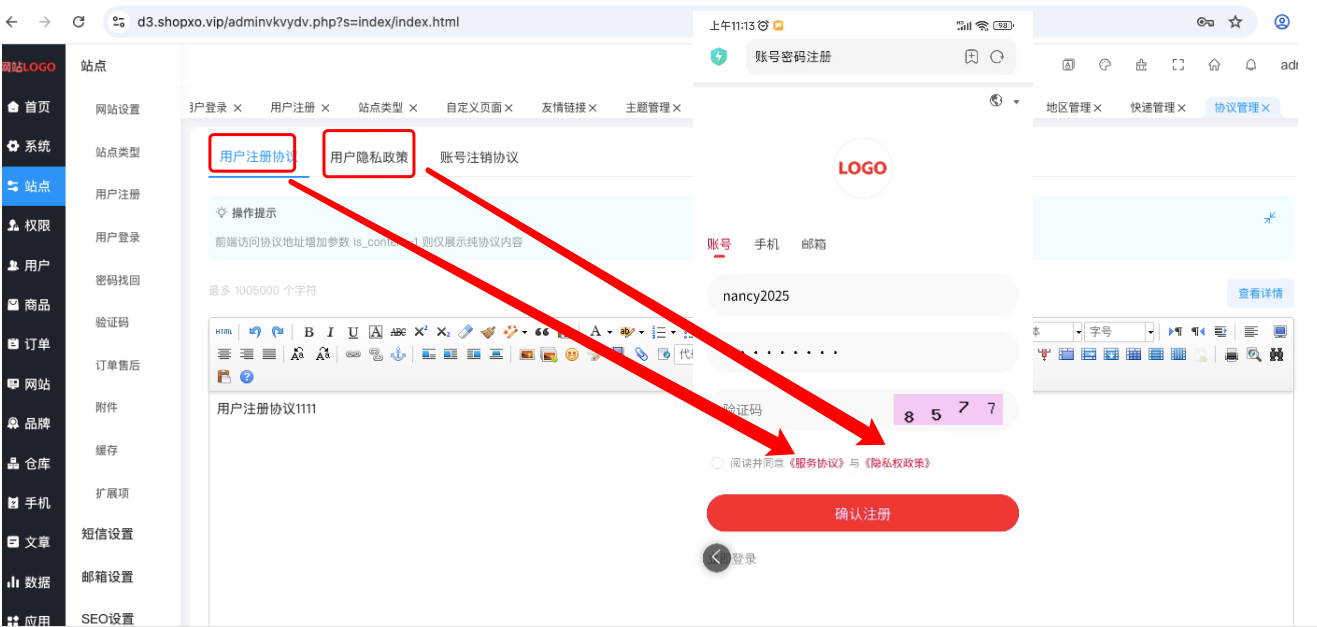 d3.shopxo.vip/adminvkvydv.php?s=index/index.html
网站LOGO
首页
系统
站点
权限
用户
商品
订单
网站
品牌
仓库
手机
文章
数据
应用
站点
网站设置
站点类型
用户注册
用户登录
密码找回
验证码
订单售后
附件
缓存
扩展项
短信设置
邮箱设置
SEO设置
户登录 × 用户注册 × 站点类型 × 自定义页面 × 友情链接 × 主题管理 ×
地区管理 × 快递管理 × 协议管理 ×
用户注册协议 用户隐私政策 账号注销协议
操作提示
前端访问协议地址增加参数 则仅展示纯协议内容
最多 1005000 个字符
查看详情
HTML B I U A ABC X² X₂
字号
用户注册协议1111
上午11:13
98
账号密码注册
LOGO
账号 手机 邮箱
nancy2025
验证码
8 5 7 7
阅读并同意《服务协议》与《隐私权政策》
确认注册
登录